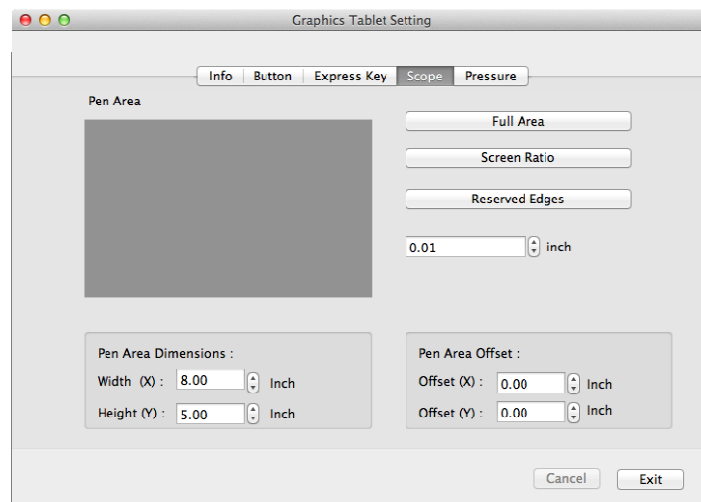 Graphics Tablet Setting
Info Button Express Key Scope Pressure
Pen Area
Full Area
Screen Ratio
Reserved Edges
0.01 inch
Pen Area Dimensions :
Width (X) : 8.00 Inch
Height (Y) : 5.00 Inch
Pen Area Offset :
Offset (X) : 0.00 Inch
Offset (Y) : 0.00 Inch
Cancel Exit